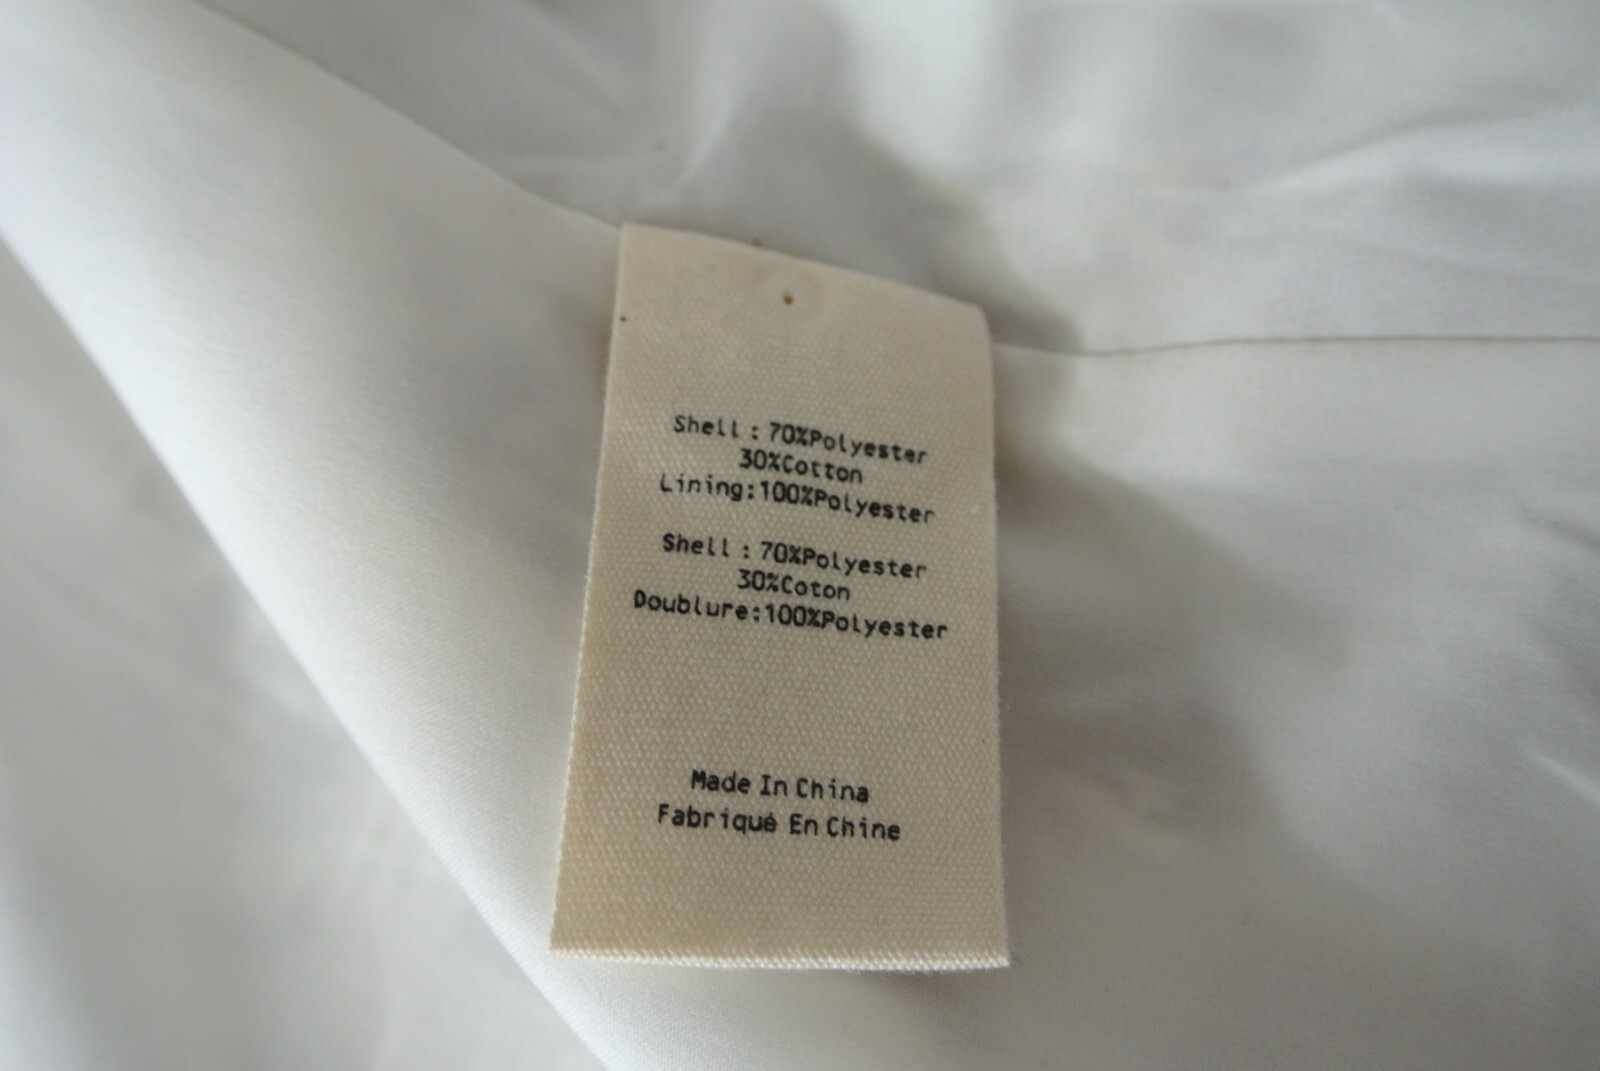 Shell : 70%Polyester
30%Cotton
Lining:100%Polyester
Shell : 70%Polyester
30%Coton
Doublure:100%Polyester
Made In China
Fabriqué En Chine